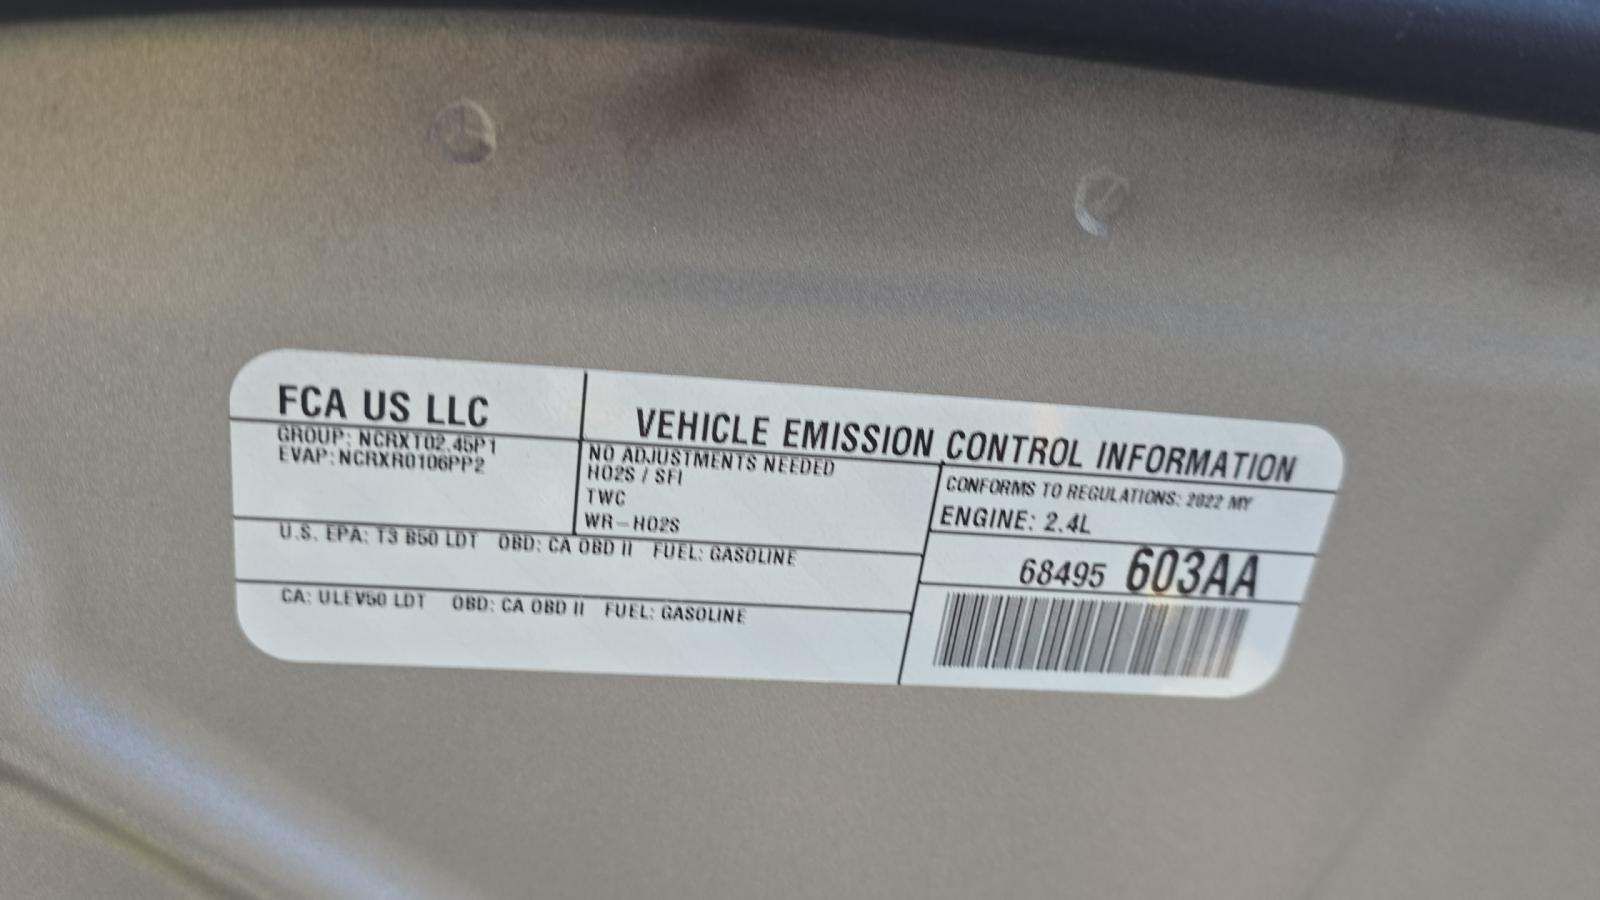 FCA US LLC
VEHICLE EMISSION CONTROL INFORMATION
GROUP: NCRXT02.45P1
EVAP: NCRXR0106PP2
NO ADJUSTMENTS NEEDED
HO2S / SFI
TWC
WR-HO2S
CONFORMS TO REGULATIONS: 2022 MY
ENGINE: 2.4L
U.S. EPA: T3 B50 LDT OBD: CA OBD II FUEL: GASOLINE
CA: ULEV50 LDT OBD: CA OBD II FUEL: GASOLINE
68495 603AA